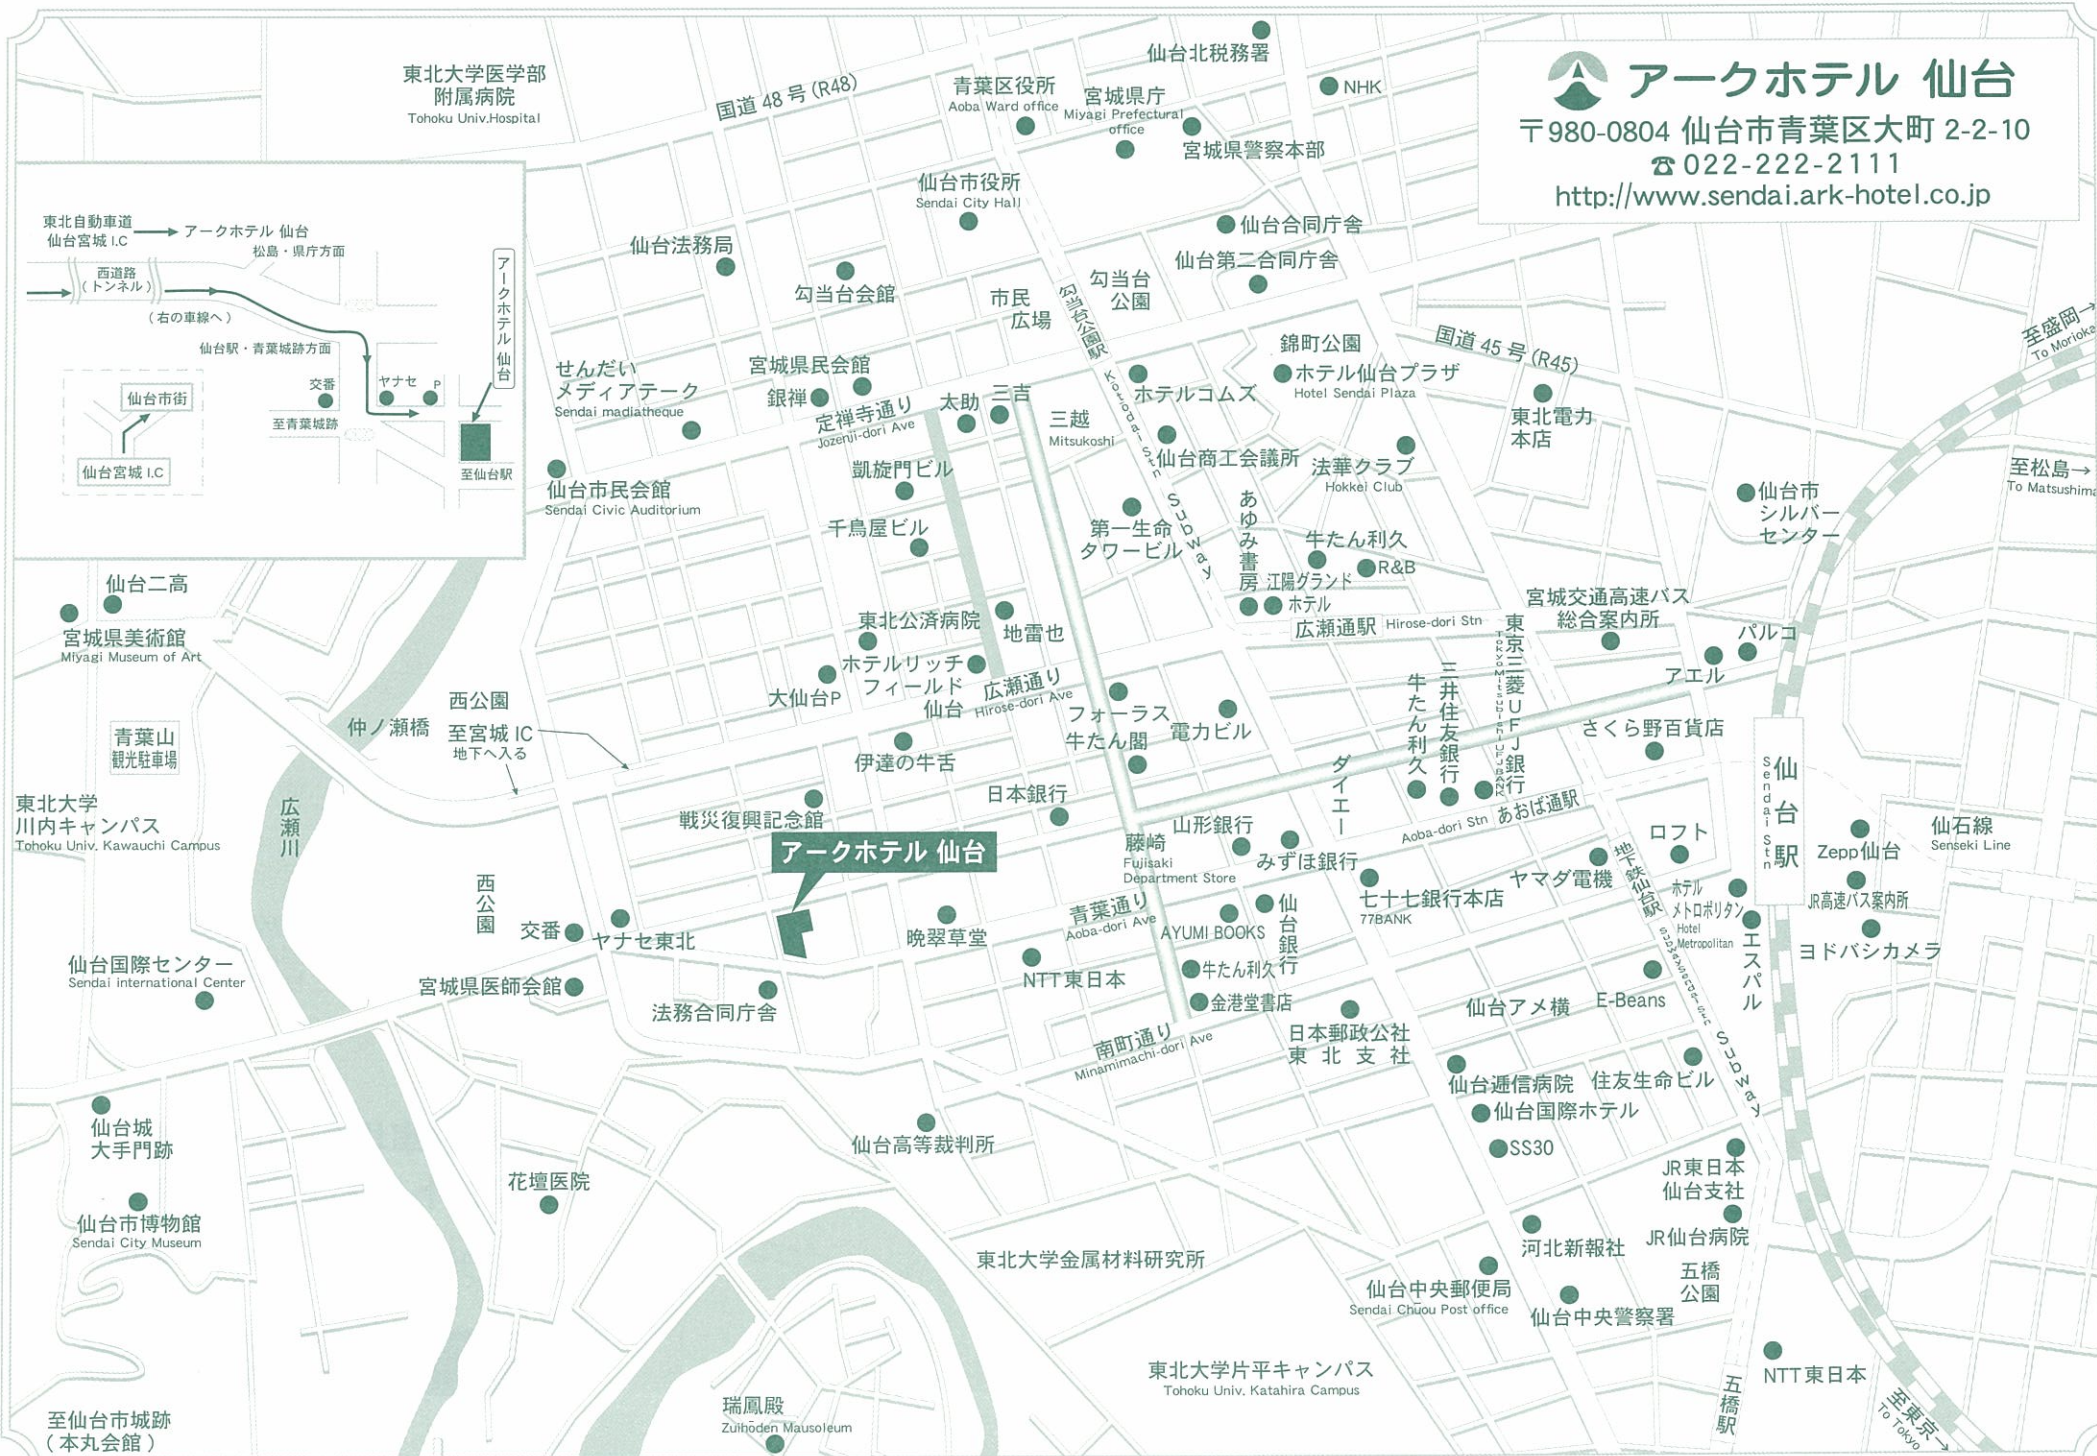 アークホテル 仙台
〒980-0804 仙台市青葉区大町 2-2-10
☎022-222-2111
http://www.sendai.ark-hotel.co.jp
東北大学医学部
附属病院
Tohoku Univ.Hospital
国道 48 号 (R48)
仙台北税務署
青葉区役所
Aoba Ward office
宮城県庁
Miyagi Prefectural
office
NHK
宮城県警察本部
仙台市役所
Sendai City Hall
仙台合同庁舎
仙台第二合同庁舎
仙台法務局
勾当台会館
市民
広場
勾当台
公園
勾当台公園駅
Kotodai Stn
Subway
東北自動車道
仙台宮城 I.C
アークホテル 仙台
松島・県庁方面
西道路
(トンネル)
(右の車線へ)
仙台駅・青葉城跡方面
アークホテル 仙台
交番
ヤナセ
P
至青葉城跡
至仙台駅
仙台市街
仙台宮城 I.C
せんだい
メディアテーク
Sendai madiatheque
宮城県民会館
銀禅
定禅寺通り
Jozenji-dori Ave
太助
三吉
三越
Mitsukoshi
ホテルコムズ
錦町公園
ホテル仙台プラザ
Hotel Sendai Plaza
国道 45 号 (R45)
東北電力
本店
至盛岡→
To Morioka
至松島→
To Matsushima
仙台商工会議所
法華クラブ
Hokkei Club
仙台市
シルバー
センター
仙台市民会館
Sendai Civic Auditorium
凱旋門ビル
千鳥屋ビル
第一生命
タワービル
あゆみ書房
牛たん利久
R&B
江陽グランド
ホテル
広瀬通駅 Hirose-dori Stn
宮城交通高速バス
総合案内所
パルコ
アエル
仙台二高
宮城県美術館
Miyagi Museum of Art
東北公済病院
地雷也
ホテルリッチ
フィールド
仙台
大仙台P
広瀬通り
Hirose-dori Ave
フォーラス
牛たん閣
電力ビル
牛たん利久
三井住友銀行
東京三菱UFJ銀行
TokyoMitsubishi UFJ BANK
さくら野百貨店
西公園
至宮城 IC
地下へ入る
仲ノ瀬橋
青葉山
観光駐車場
伊達の牛舌
東北大学
川内キャンパス
Tohoku Univ. Kawauchi Campus
広瀬川
戦災復興記念館
日本銀行
アークホテル 仙台
藤崎
Fujisaki
Department Store
山形銀行
みずほ銀行
ダイエー
Aoba-dori Stn あおば通駅
仙台駅
Sendai Stn
ロフト
ヤマダ電機
地下鉄仙台駅
Subway Sendai Stn
Subway
Zepp仙台
仙石線
Senseki Line
JR高速バス案内所
ヨドバシカメラ
ホテル
メトロポリタン
Hotel
Metropolitan
エスパル
西公園
交番
ヤナセ東北
晩翠草堂
青葉通り
Aoba-dori Ave
AYUMI BOOKS
仙台銀行
七十七銀行本店
77BANK
仙台国際センター
Sendai international Center
宮城県医師会館
法務合同庁舎
NTT東日本
牛たん利久
金港堂書店
南町通り
Minamimachi-dori Ave
日本郵政公社
東北支社
仙台アメ横
E-Beans
仙台逓信病院
住友生命ビル
仙台国際ホテル
SS30
仙台城
大手門跡
仙台市博物館
Sendai City Museum
花壇医院
仙台高等裁判所
JR東日本
仙台支社
JR仙台病院
河北新報社
東北大学金属材料研究所
仙台中央郵便局
Sendai Chūou Post office
仙台中央警察署
五橋
公園
東北大学片平キャンパス
Tohoku Univ. Katahira Campus
五橋駅
NTT東日本
至東京→
To Tokyo
瑞鳳殿
Zuihōden Mausoleum
至仙台市城跡
(本丸会館)